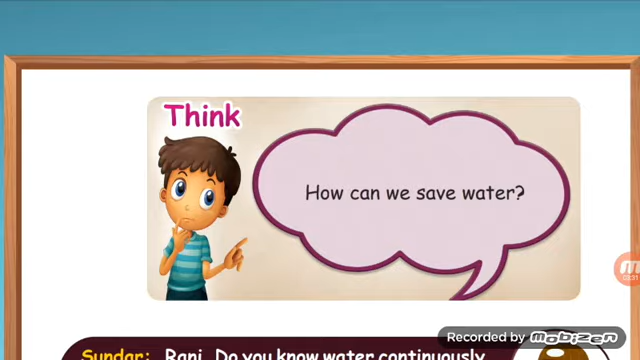 Think
How can we save water?
Sundar: Rani, Do you know water continuously
Recorded by mobizen